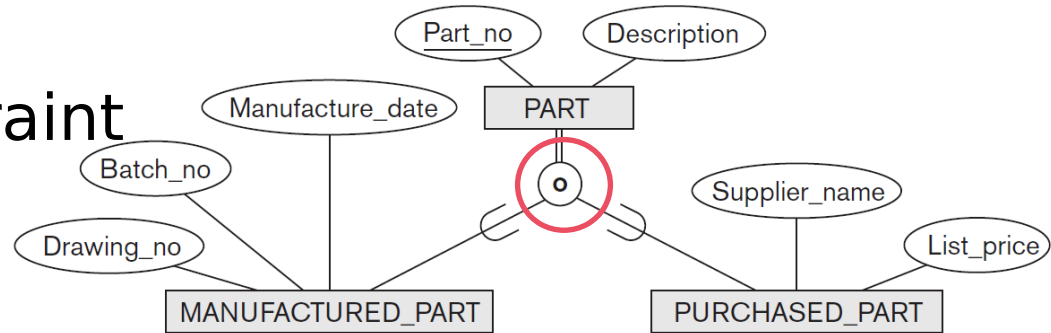 Part_no
Description
raint
Manufacture_date
PART
Batch_no
o
Supplier_name
Drawing_no
List_price
MANUFACTURED_PART
PURCHASED_PART